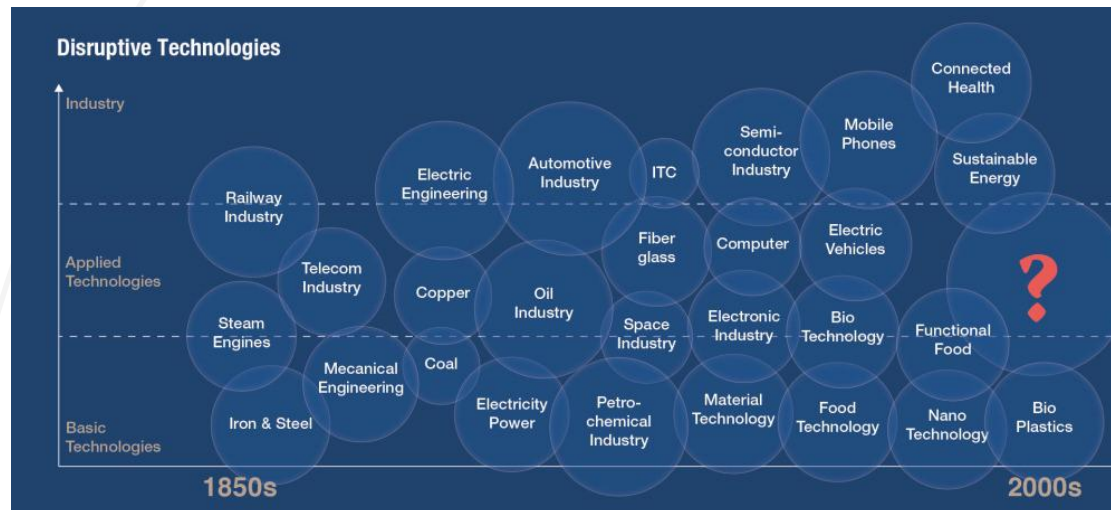 Disruptive Technologies
Industry
Connected
Health
Mobile
Phones
Semi-
conductor
Industry
Automotive
Industry
ITC
Electric
Engineering
Sustainable
Energy
Railway
Industry
Applied
Technologies
Telecom
Industry
Copper
Oil
Industry
Fiber
glass
Computer
Electric
Vehicles
?
Steam
Engines
Space
Industry
Electronic
Industry
Bio
Technology
Functional
Food
Mecanical
Engineering
Coal
Basic
Technologies
Iron & Steel
Electricity
Power
Petro-
chemical
Industry
Material
Technology
Food
Technology
Nano
Technology
Bio
Plastics
1850s
2000s